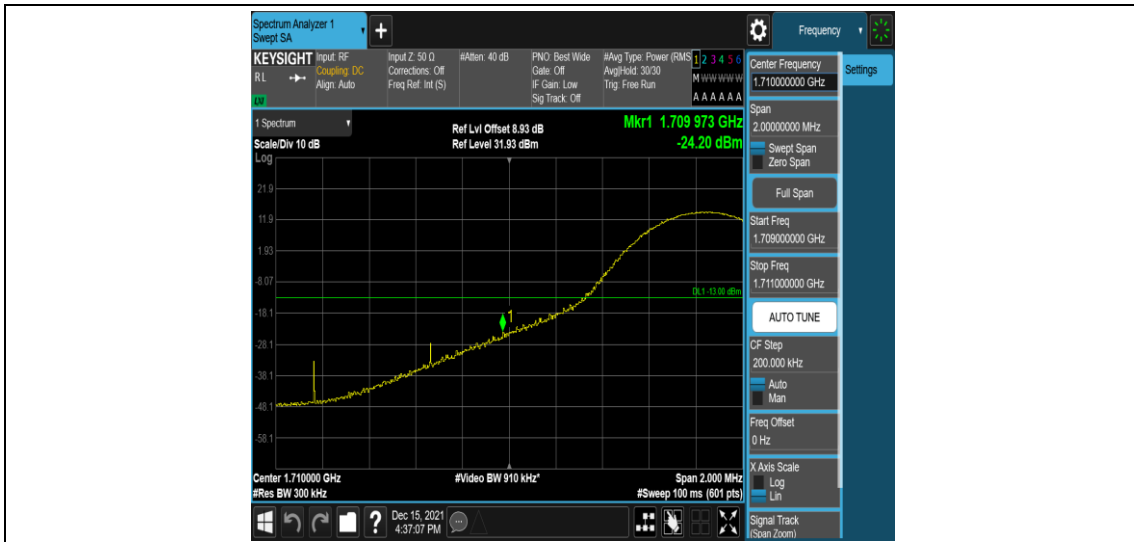 Spectrum Analyzer 1
Swept SA
Frequency
KEYSIGHT
RL
LXI
Input: RF
Coupling: DC
Align: Auto
Input Z: 50 Ω
Corrections: Off
Freq Ref: Int (S)
#Atten: 40 dB
PNO: Best Wide
Gate: Off
IF Gain: Low
Sig Track: Off
#Avg Type: Power (RMS
Avg|Hold: 30/30
Trig: Free Run
1 2 3 4 5 6
M W W W W W
A A A A A A
1 Spectrum
Scale/Div 10 dB
Log
Ref Lvl Offset 8.93 dB
Ref Level 31.93 dBm
Mkr1 1.709 973 GHz
-24.20 dBm
21.9
11.9
1.93
-8.07
-18.1
-28.1
-38.1
-48.1
-58.1
DL1 -13.00 dBm
1
Center 1.710000 GHz
#Res BW 300 kHz
#Video BW 910 kHz*
Span 2.000 MHz
#Sweep 100 ms (601 pts)
Dec 15, 2021
4:37:07 PM
Center Frequency
1.710000000 GHz
Settings
Span
2.00000000 MHz
Swept Span
Zero Span
Full Span
Start Freq
1.709000000 GHz
Stop Freq
1.711000000 GHz
AUTO TUNE
CF Step
200.000 kHz
Auto
Man
Freq Offset
0 Hz
X Axis Scale
Log
Lin
Signal Track
(Span Zoom)